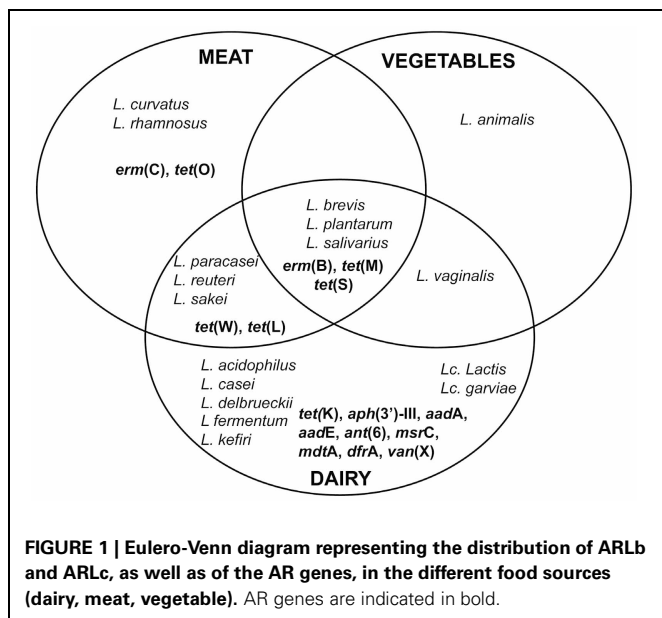 MEAT
VEGETABLES
L. curvatus
L. rhamnosus
erm(C), tet(O)
L. animalis
L. brevis
L. plantarum
L. salivarius
erm(B), tet(M)
tet(S)
L. paracasei
L. reuteri
L. sakei
tet(W), tet(L)
L. vaginalis
L. acidophilus
L. casei
L. delbrueckii
L fermentum
L. kefiri
Lc. Lactis
Lc. garviae
tet(K), aph(3')-III, aadA,
aadE, ant(6), msrC,
mdtA, dfrA, van(X)
DAIRY
FIGURE 1 | Eulero-Venn diagram representing the distribution of ARLb
and ARLc, as well as of the AR genes, in the different food sources
(dairy, meat, vegetable). AR genes are indicated in bold.